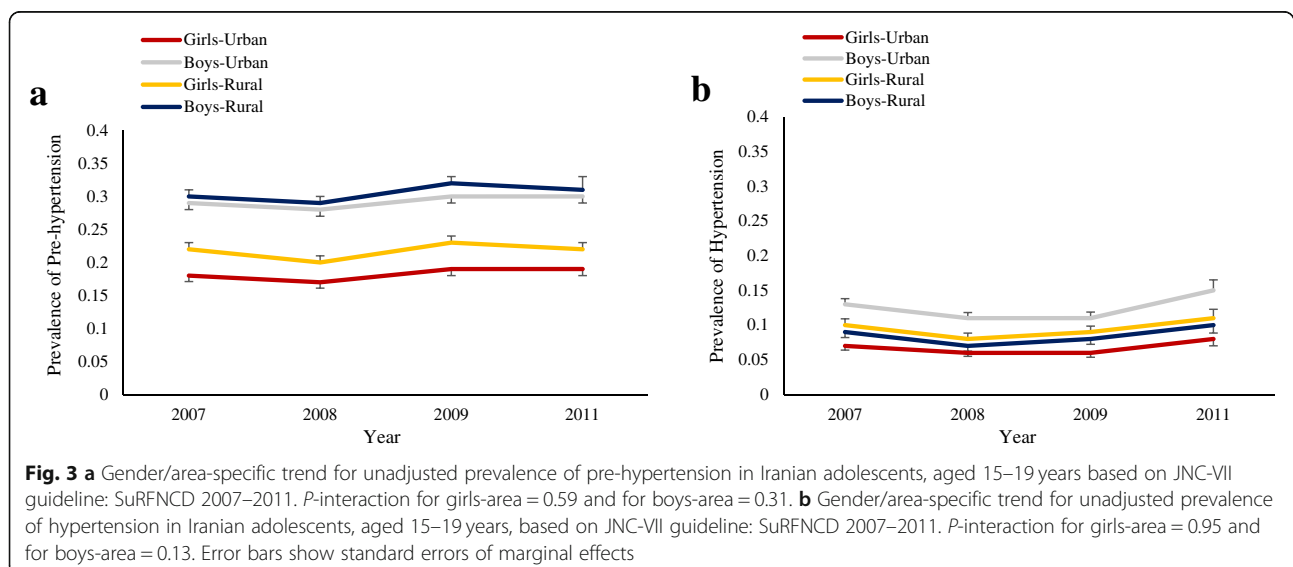 a
Girls-Urban
Boys-Urban
Girls-Rural
Boys-Rural
Prevalence of Pre-hypertension
0.4
0.35
0.3
0.25
0.2
0.15
0.1
0.05
0
2007 2008 2009 2011
Year
b
Girls-Urban
Boys-Urban
Girls-Rural
Boys-Rural
Prevalence of Hypertension
0.4
0.35
0.3
0.25
0.2
0.15
0.1
0.05
0
2007 2008 2009 2011
Year
Fig. 3 a Gender/area-specific trend for unadjusted prevalence of pre-hypertension in Iranian adolescents, aged 15–19 years based on JNC-VII
guideline: SuRFNCD 2007–2011. P-interaction for girls-area = 0.59 and for boys-area = 0.31. b Gender/area-specific trend for unadjusted prevalence
of hypertension in Iranian adolescents, aged 15–19 years, based on JNC-VII guideline: SuRFNCD 2007–2011. P-interaction for girls-area = 0.95 and
for boys-area = 0.13. Error bars show standard errors of marginal effects